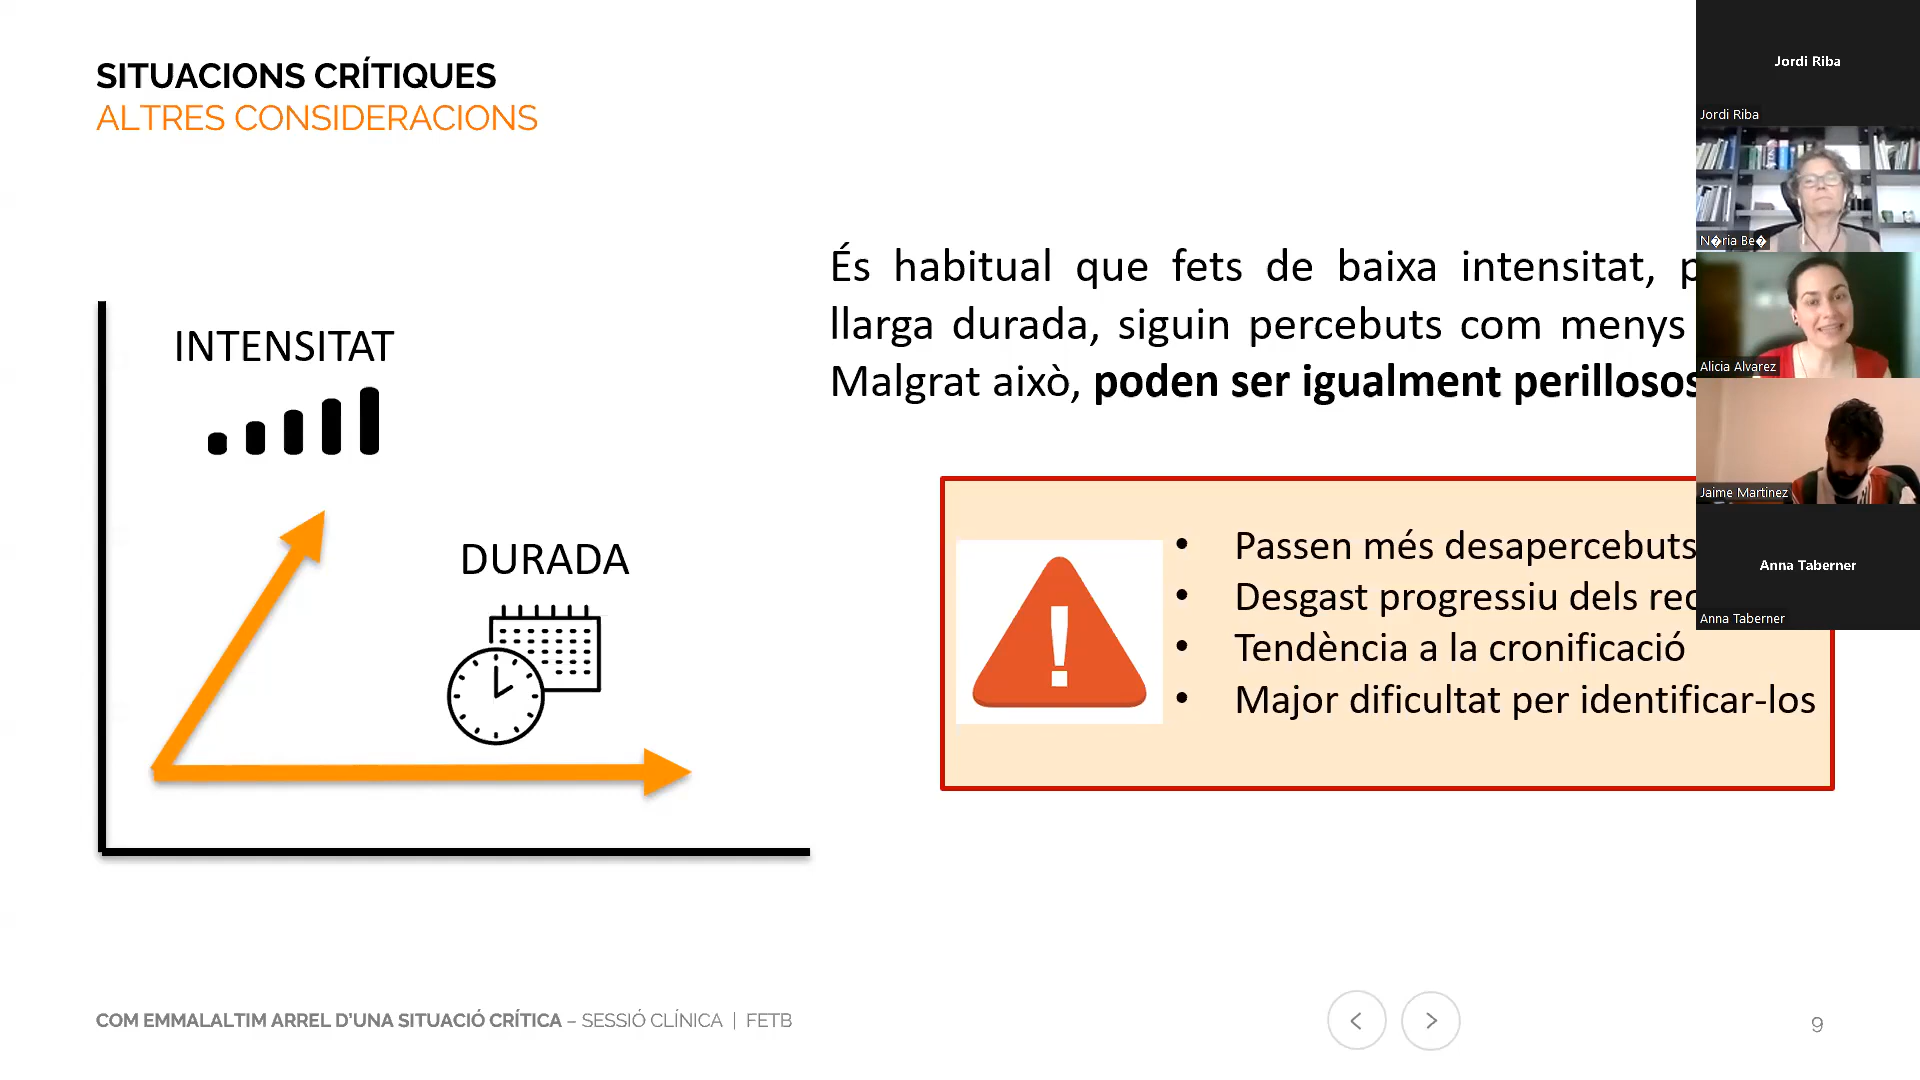 SITUACIONS CRÍTIQUES
ALTRES CONSIDERACIONS
INTENSITAT
DURADA
És habitual que fets de baixa intensitat,
llarga durada, siguin percebuts com menys
Malgrat això, poden ser igualment perillosos
• Passen més desapercebuts
• Desgast progressiu dels
• Tendència a la cronificació
• Major dificultat per identificar-los
COM EMMALALTIM ARREL D'UNA SITUACIÓ CRÍTICA – SESSIÓ CLÍNICA | FETB
9
Jordi Riba
Jordi Riba
N�ria Be�
Alicia Alvarez
Jaime Martinez
Anna Taberner
Anna Taberner